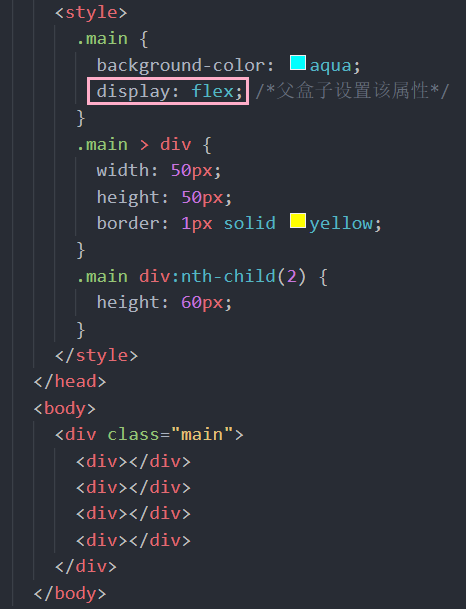 <style>
.main {
background-color: aqua;
display: flex; /*父盒子设置该属性*/
}
.main > div {
width: 50px;
height: 50px;
border: 1px solid yellow;
}
.main div:nth-child(2) {
height: 60px;
}
</style>
</head>
<body>
<div class="main">
<div></div>
<div></div>
<div></div>
<div></div>
</div>
</body>